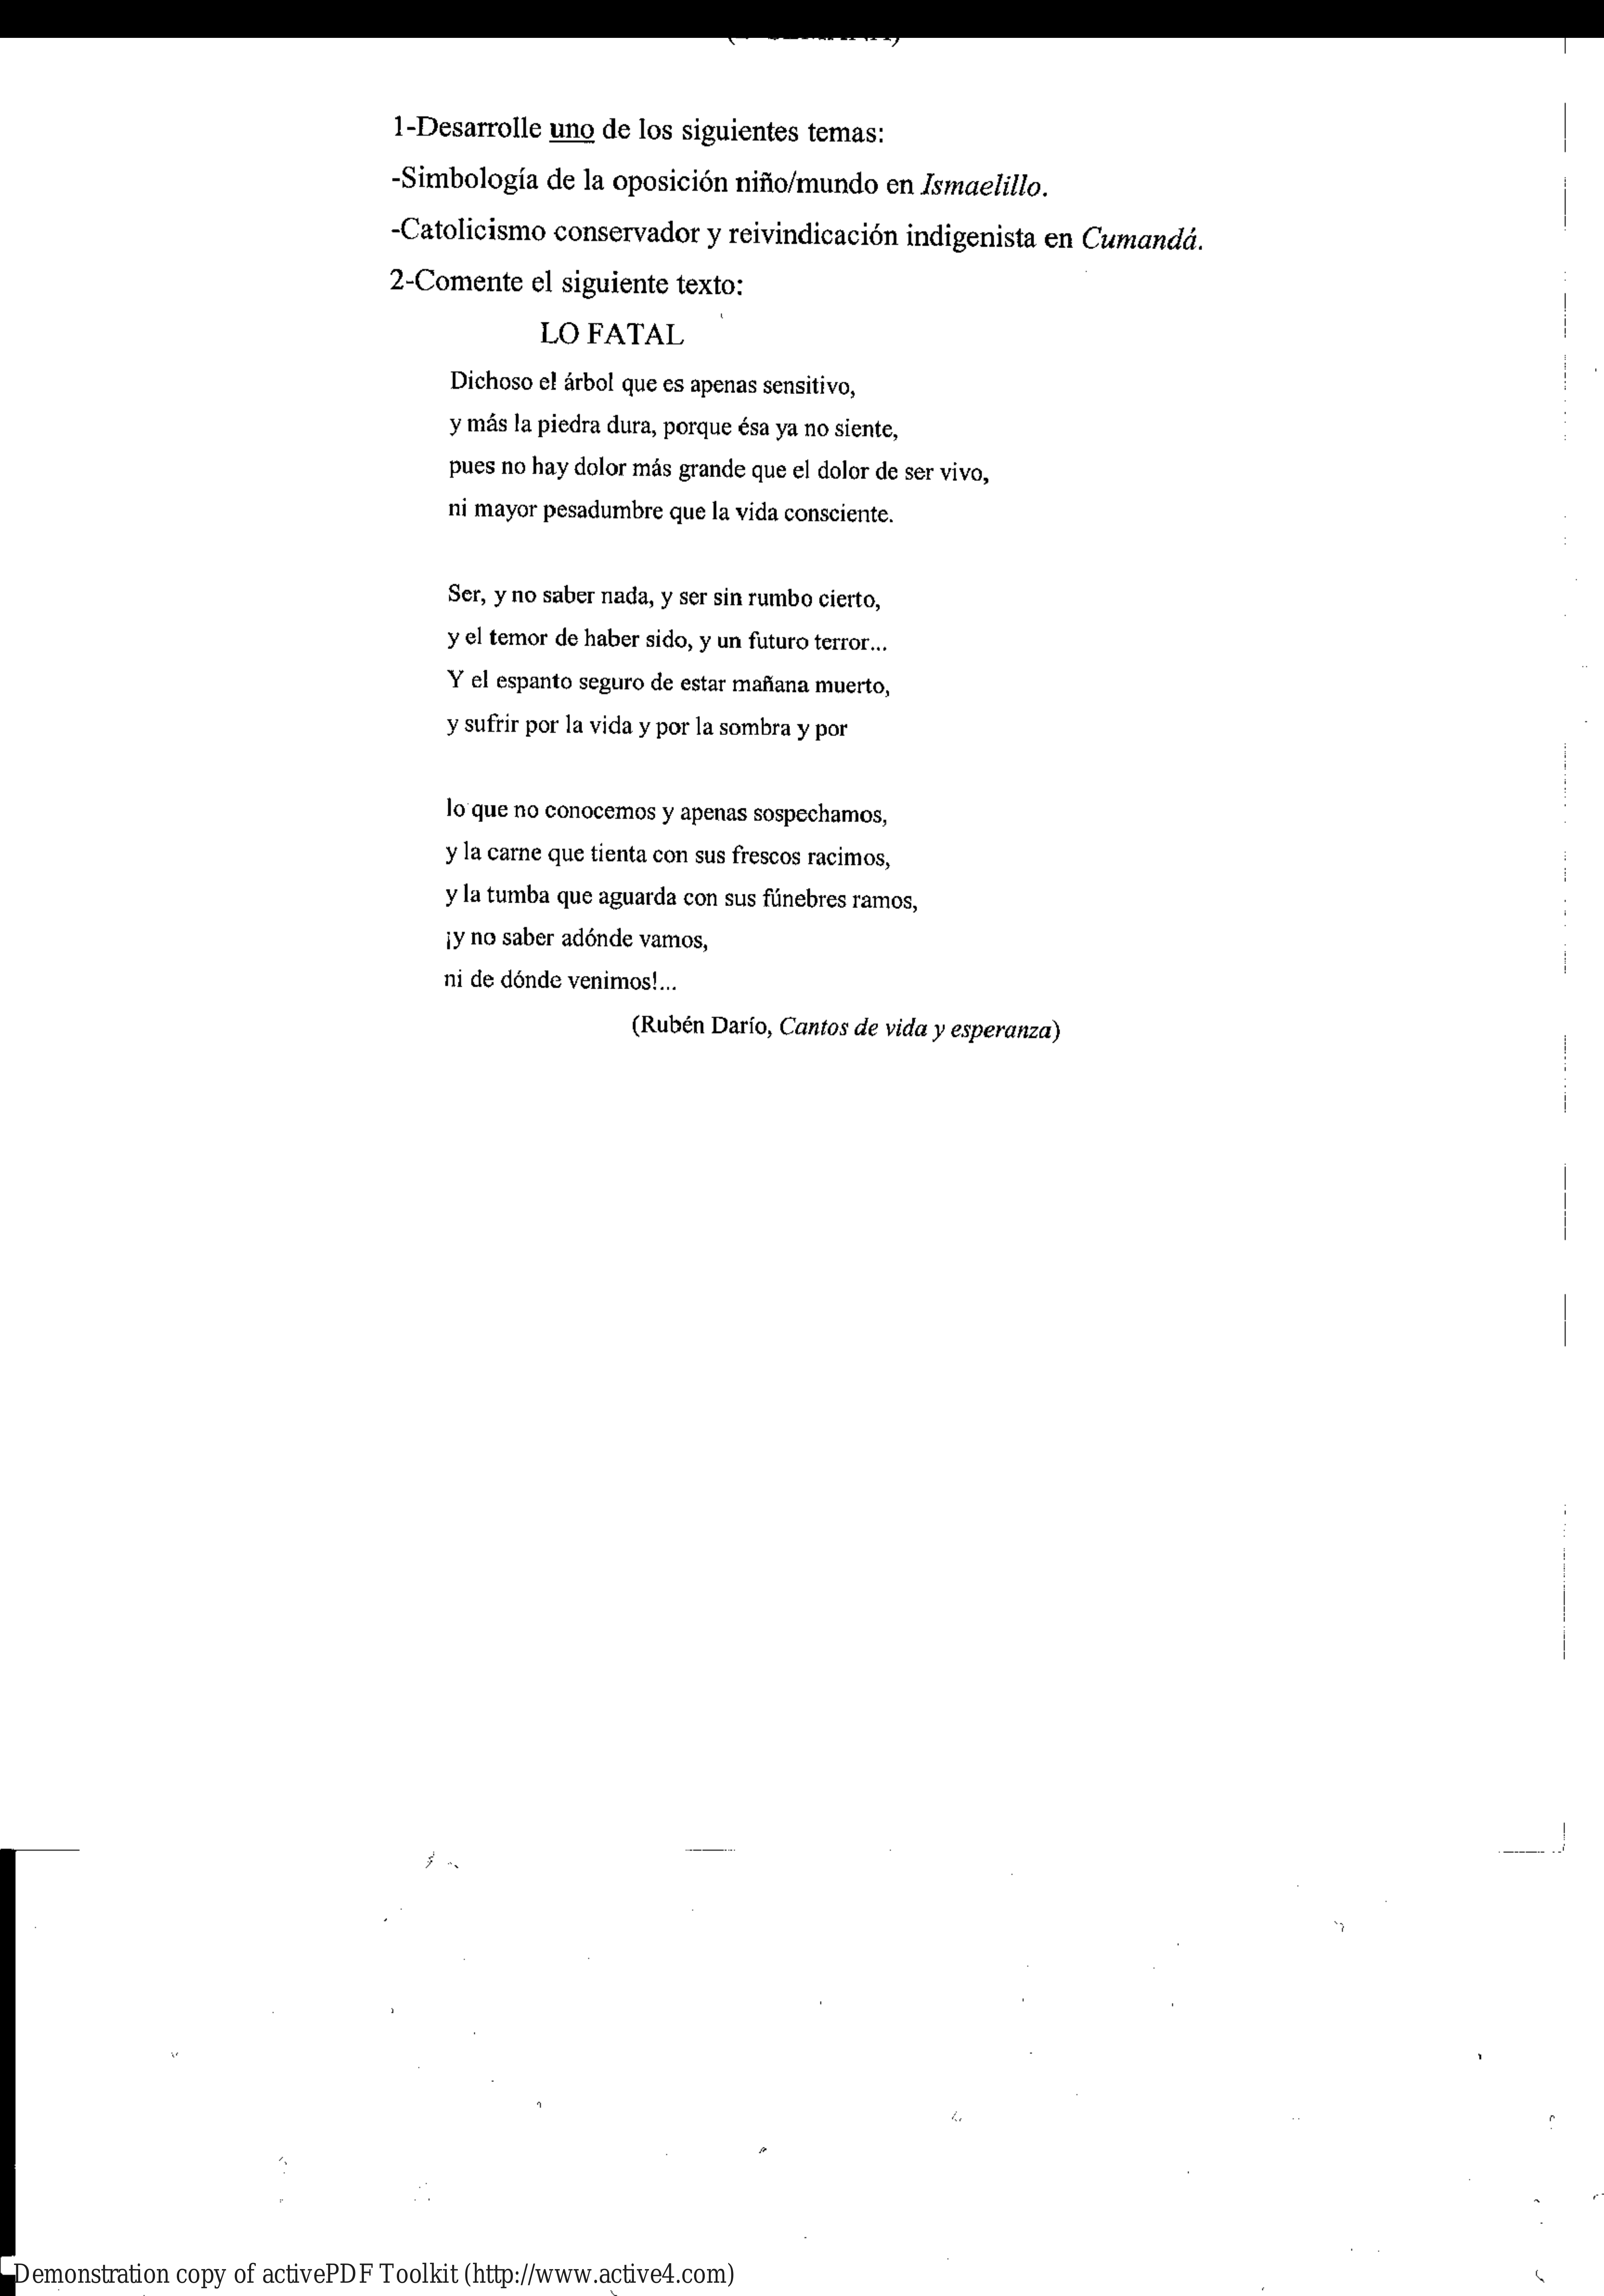 1-Desarrolle uno de los siguientes temas:
-Simbología de la oposición niño/mundo en Ismaelillo.
-Catolicismo conservador y reivindicación indigenista en Cumandá.
2-Comente el siguiente texto:
LO FATAL
Dichoso el árbol que es apenas sensitivo,
y más la piedra dura, porque ésa ya no siente,
pues no hay dolor más grande que el dolor de ser vivo,
ni mayor pesadumbre que la vida consciente.
Ser, y no saber nada, y ser sin rumbo cierto,
y el temor de haber sido, y un futuro terror...
Y el espanto seguro de estar mañana muerto,
y sufrir por la vida y por la sombra y por
lo que no conocemos y apenas sospechamos,
y la carne que tienta con sus frescos racimos,
y la tumba que aguarda con sus fúnebres ramos,
¡y no saber adónde vamos,
ni de dónde venimos!...
(Rubén Darío, Cantos de vida y esperanza)
Demonstration copy of activePDF Toolkit (http://www.active4.com)